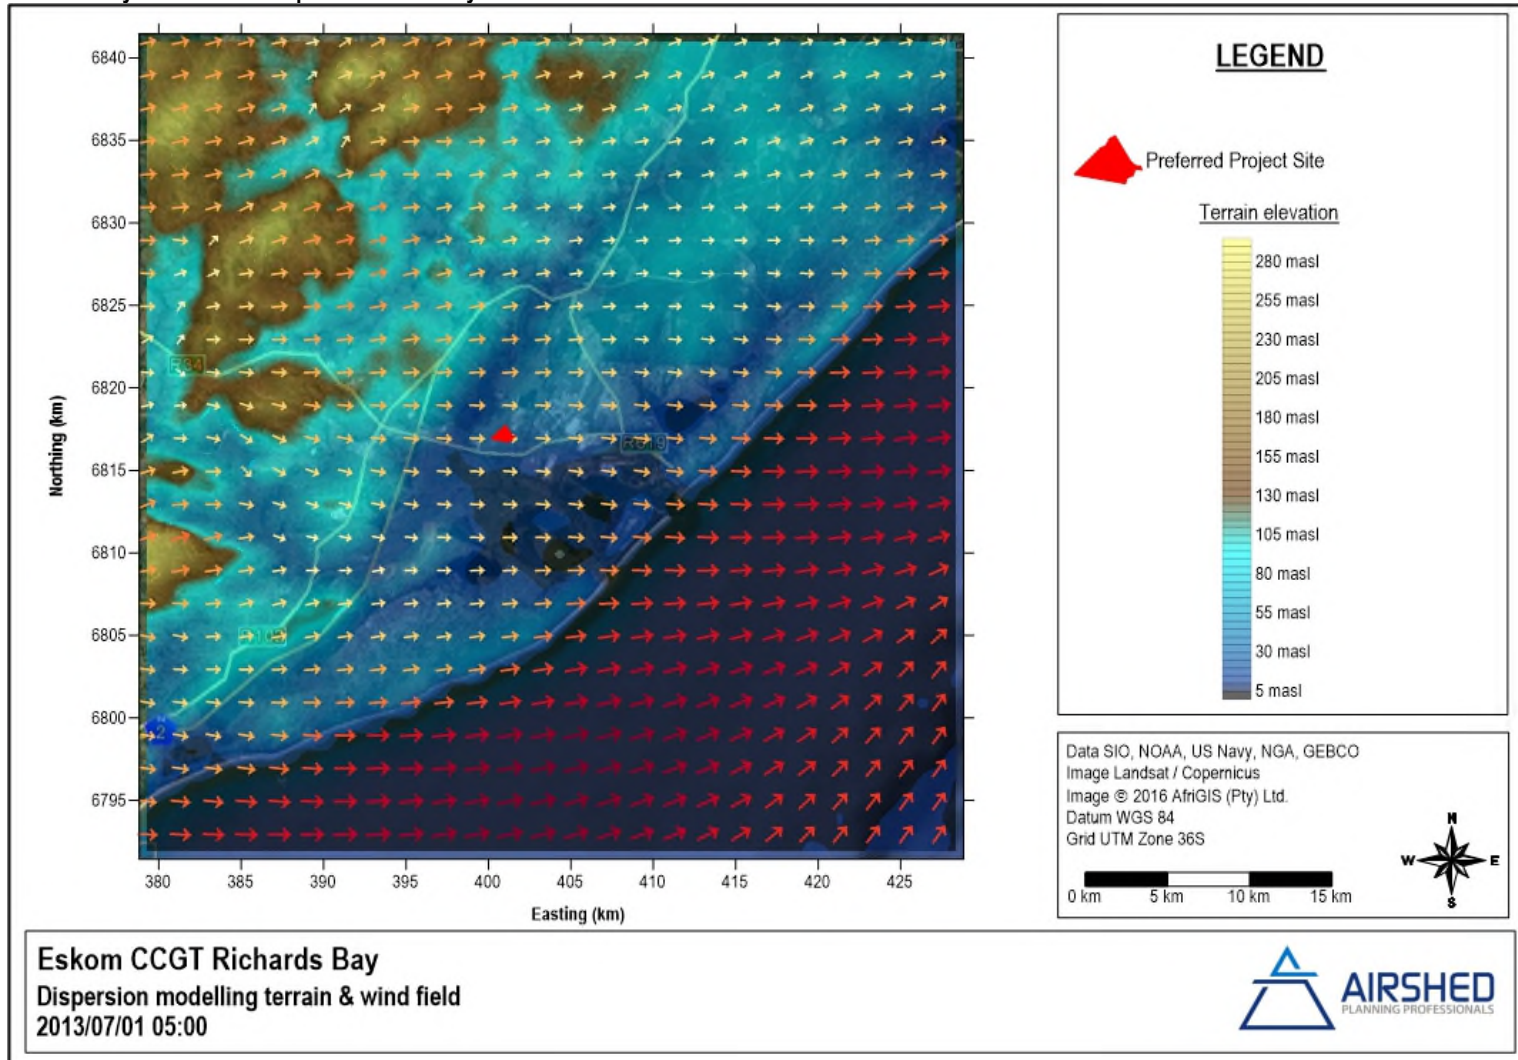 LEGEND
Preferred Project Site
Terrain elevation
280 masl
255 masl
230 masl
205 masl
180 masl
155 masl
130 masl
105 masl
80 masl
55 masl
30 masl
5 masl
Northing (km)
6840
6835
6830
6825
6820
6815
6810
6805
6800
6795
R34
R619
N
2
380 385 390 395 400 405 410 415 420 425
Easting (km)
Data SIO, NOAA, US Navy, NGA, GEBCO
Image Landsat / Copernicus
Image © 2016 AfriGIS (Pty) Ltd.
Datum WGS 84
Grid UTM Zone 36S
N
W E
S
0 km 5 km 10 km 15 km
Eskom CCGT Richards Bay
Dispersion modelling terrain & wind field
2013/07/01 05:00
AIRSHED
PLANNING PROFESSIONALS